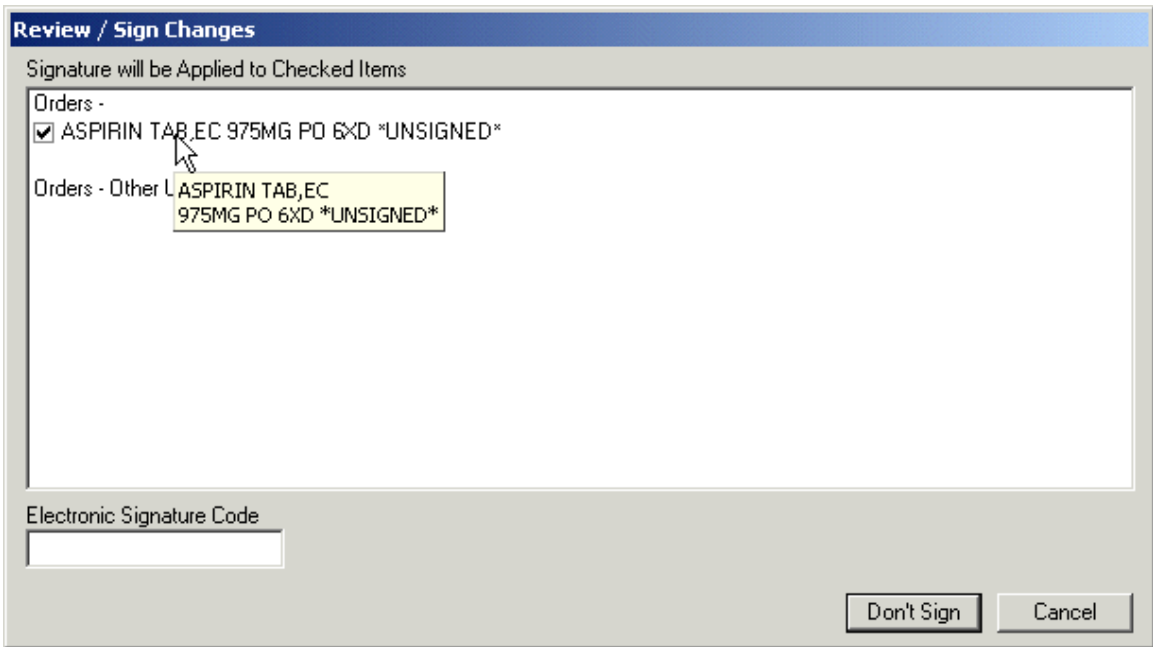 Review / Sign Changes
Signature will be Applied to Checked Items
Orders -
ASPIRIN TAB,EC 975MG PO 6XD *UNSIGNED*
Orders - Other
ASPIRIN TAB,EC
975MG PO 6XD *UNSIGNED*
Electronic Signature Code
Don't Sign
Cancel